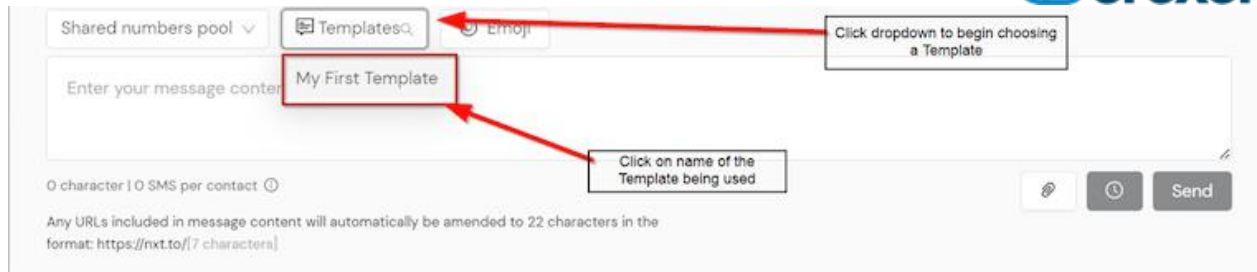 Shared numbers pool
Templates
Emoji
Click dropdown to begin choosing
a Template
My First Template
Enter your message
Click on name of the
Template being used
0 character | 0 SMS per contact
Send
Any URLs included in message content will automatically be amended to 22 characters in the
format: https://nxt.to/[7 characters]